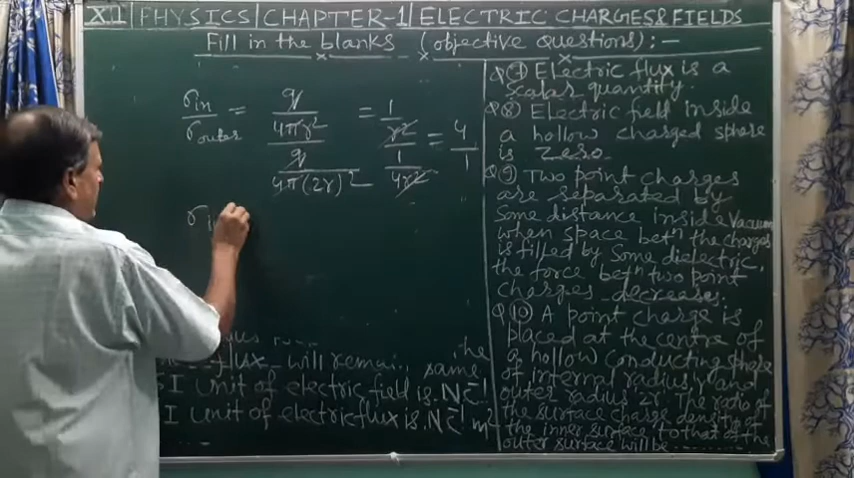 XII PHYSICS CHAPTER-1 ELECTRIC CHARGES & FIELDS
Fill in the blanks (objective questions):-
σin / σouter = (q / 4πr²) / (q / 4π(2r)²) = (1 / r²) / (1 / 4r²) = 4 / 1
σi
flux will remain the same
S I Unit of electric field is NC⁻¹
I Unit of electric flux is NC⁻¹m²
Q⑦ Electric flux is a
scalar quantity.
Q⑧ Electric field inside
a hollow charged sphere
is zero.
Q⑨ Two point charges
are separated by
Some distance inside Vacuum
when space betⁿ the charges
is filled by Some dielectric,
the force betⁿ two point
charges decreases.
Q⑩ A point charge is
placed at the centre of
a hollow conducting sphere
of internal radius r and
outer radius 2r The ratio of
the surface charge density of
the inner surface to that of the
outer surface will be --------